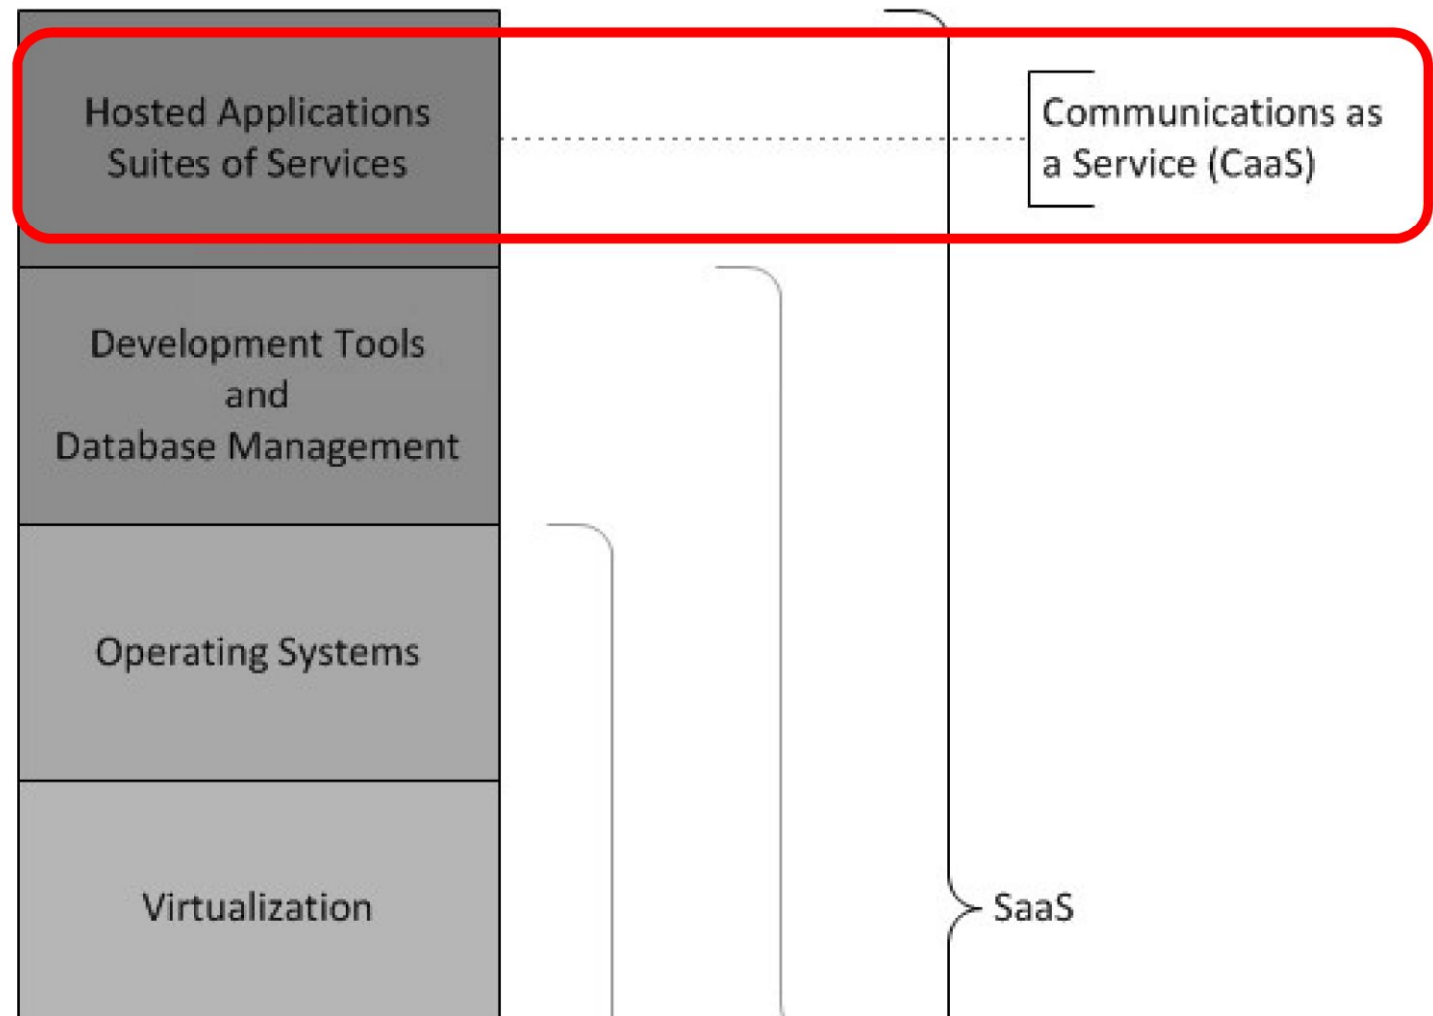 Hosted Applications
Suites of Services
Communications as
a Service (CaaS)
Development Tools
and
Database Management
Operating Systems
Virtualization
SaaS